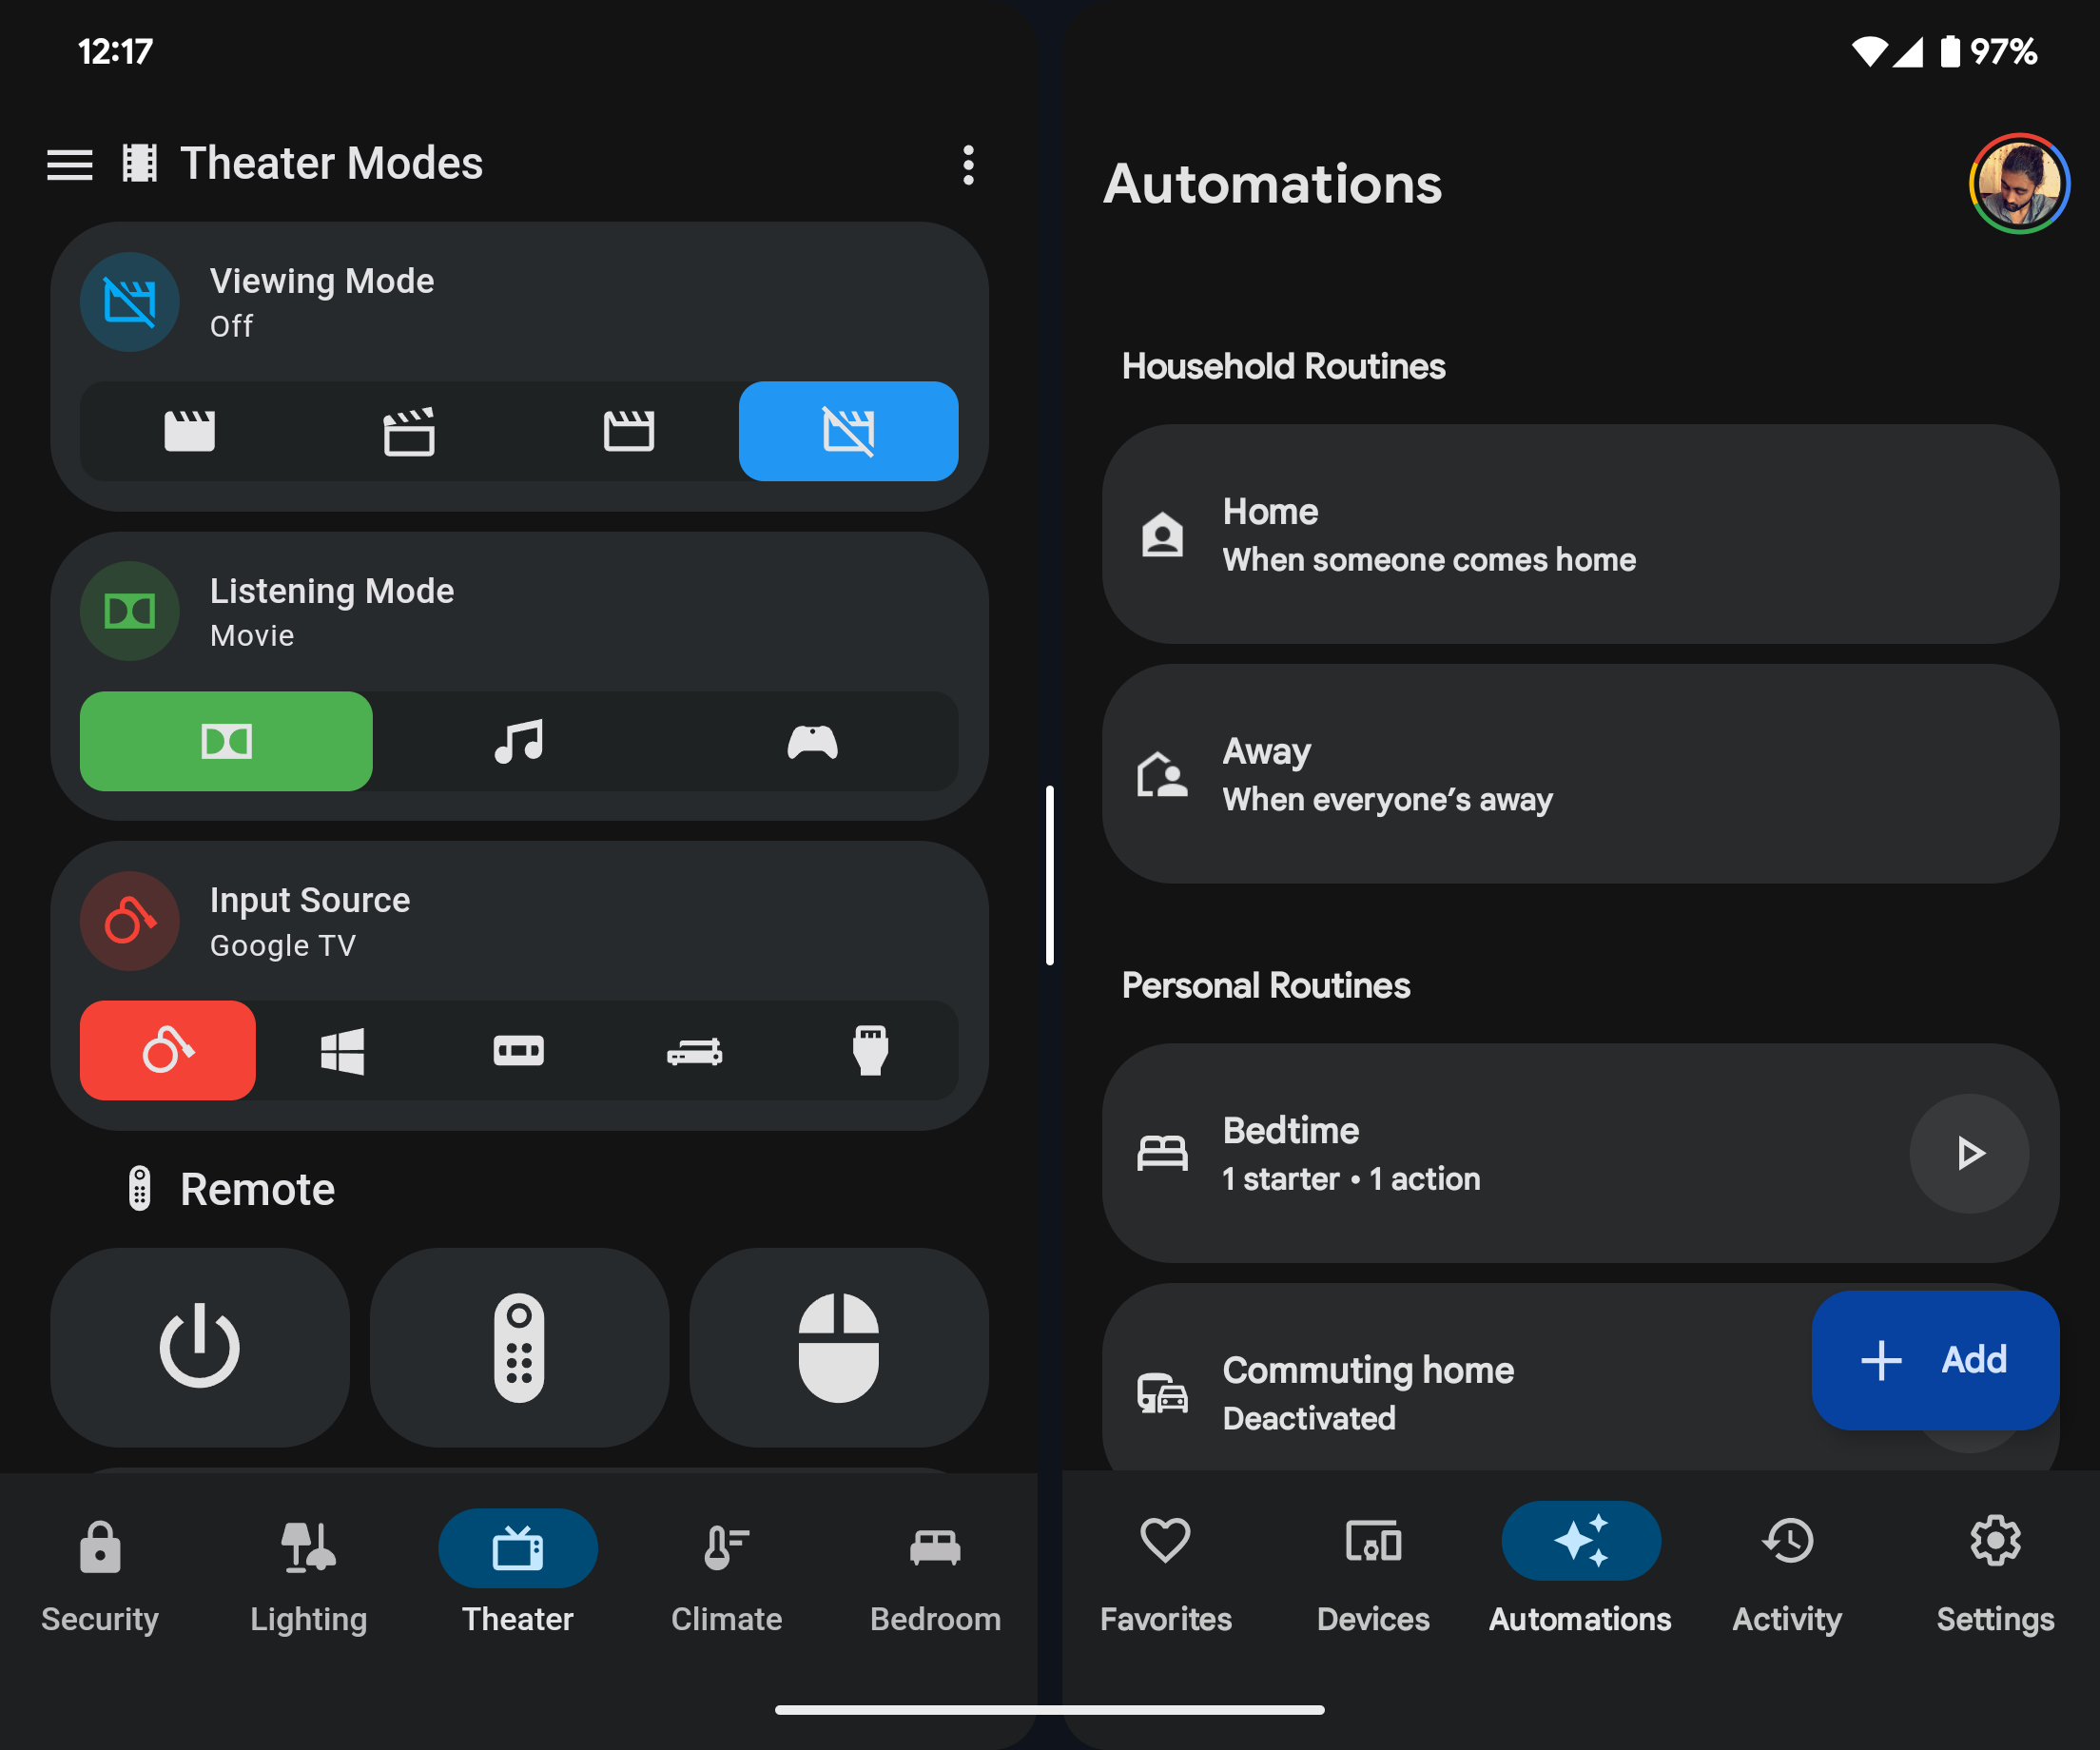 12:17
97%
Theater Modes
Viewing Mode
Off
Listening Mode
Movie
Input Source
Google TV
Remote
Security
Lighting
Theater
Climate
Bedroom
Automations
Household Routines
Home
When someone comes home
Away
When everyone’s away
Personal Routines
Bedtime
1 starter • 1 action
Commuting home
Deactivated
Add
Favorites
Devices
Automations
Activity
Settings